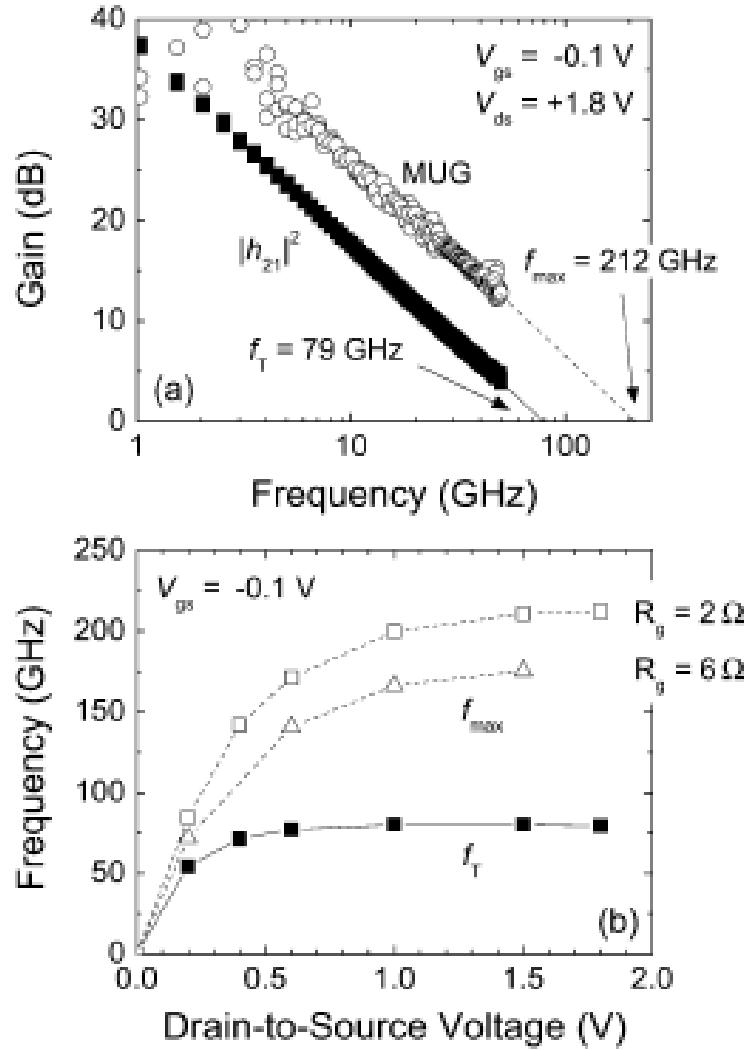 40
30
20
10
0
Gain (dB)
V_gs = -0.1 V
V_ds = +1.8 V
MUG
|h_21|^2
f_max = 212 GHz
f_T = 79 GHz
(a)
1
10
100
Frequency (GHz)
250
200
150
100
50
0
Frequency (GHz)
V_gs = -0.1 V
R_g = 2 Ω
R_g = 6 Ω
f_max
f_T
(b)
0.0
0.5
1.0
1.5
2.0
Drain-to-Source Voltage (V)